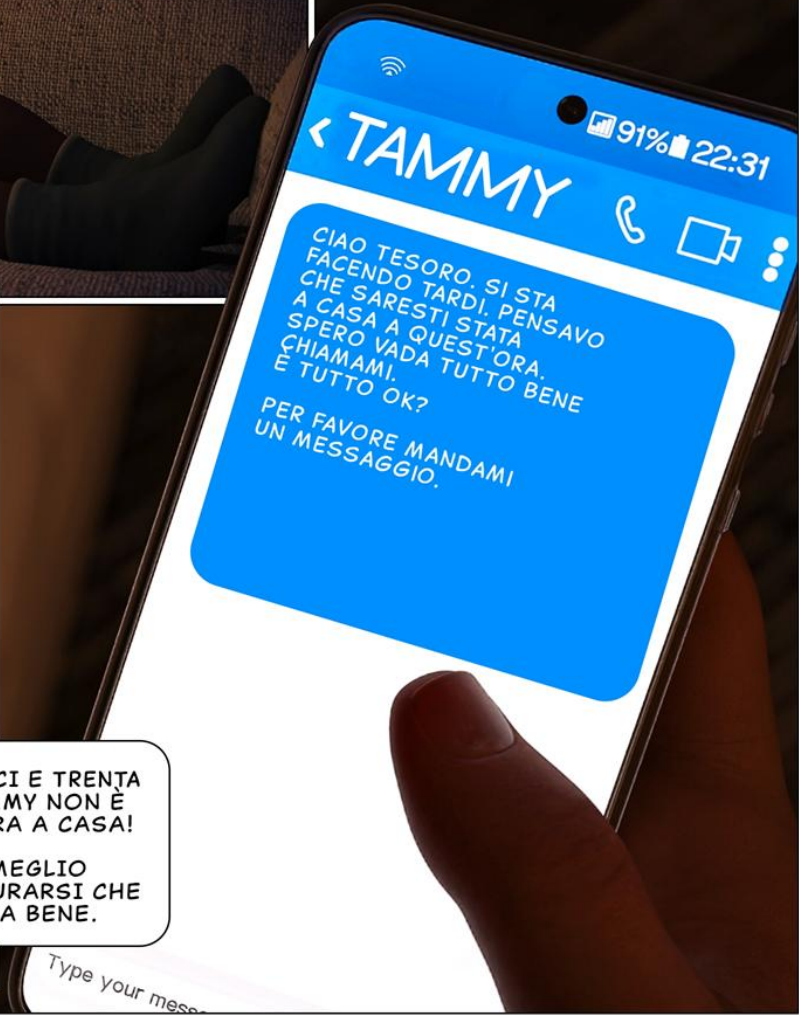 91% 22:31
< TAMMY
CIAO TESORO. SI STA
FACENDO TARDI. PENSAVO
CHE SARESTI STATA
A CASA A QUEST'ORA.
SPERO VADA TUTTO BENE
CHIAMAMI.
È TUTTO OK?
PER FAVORE MANDAMI
UN MESSAGGIO.
CI E TRENTA
MY NON È
RA A CASA!
MEGLIO
URARSI CHE
A BENE.
Type your mess